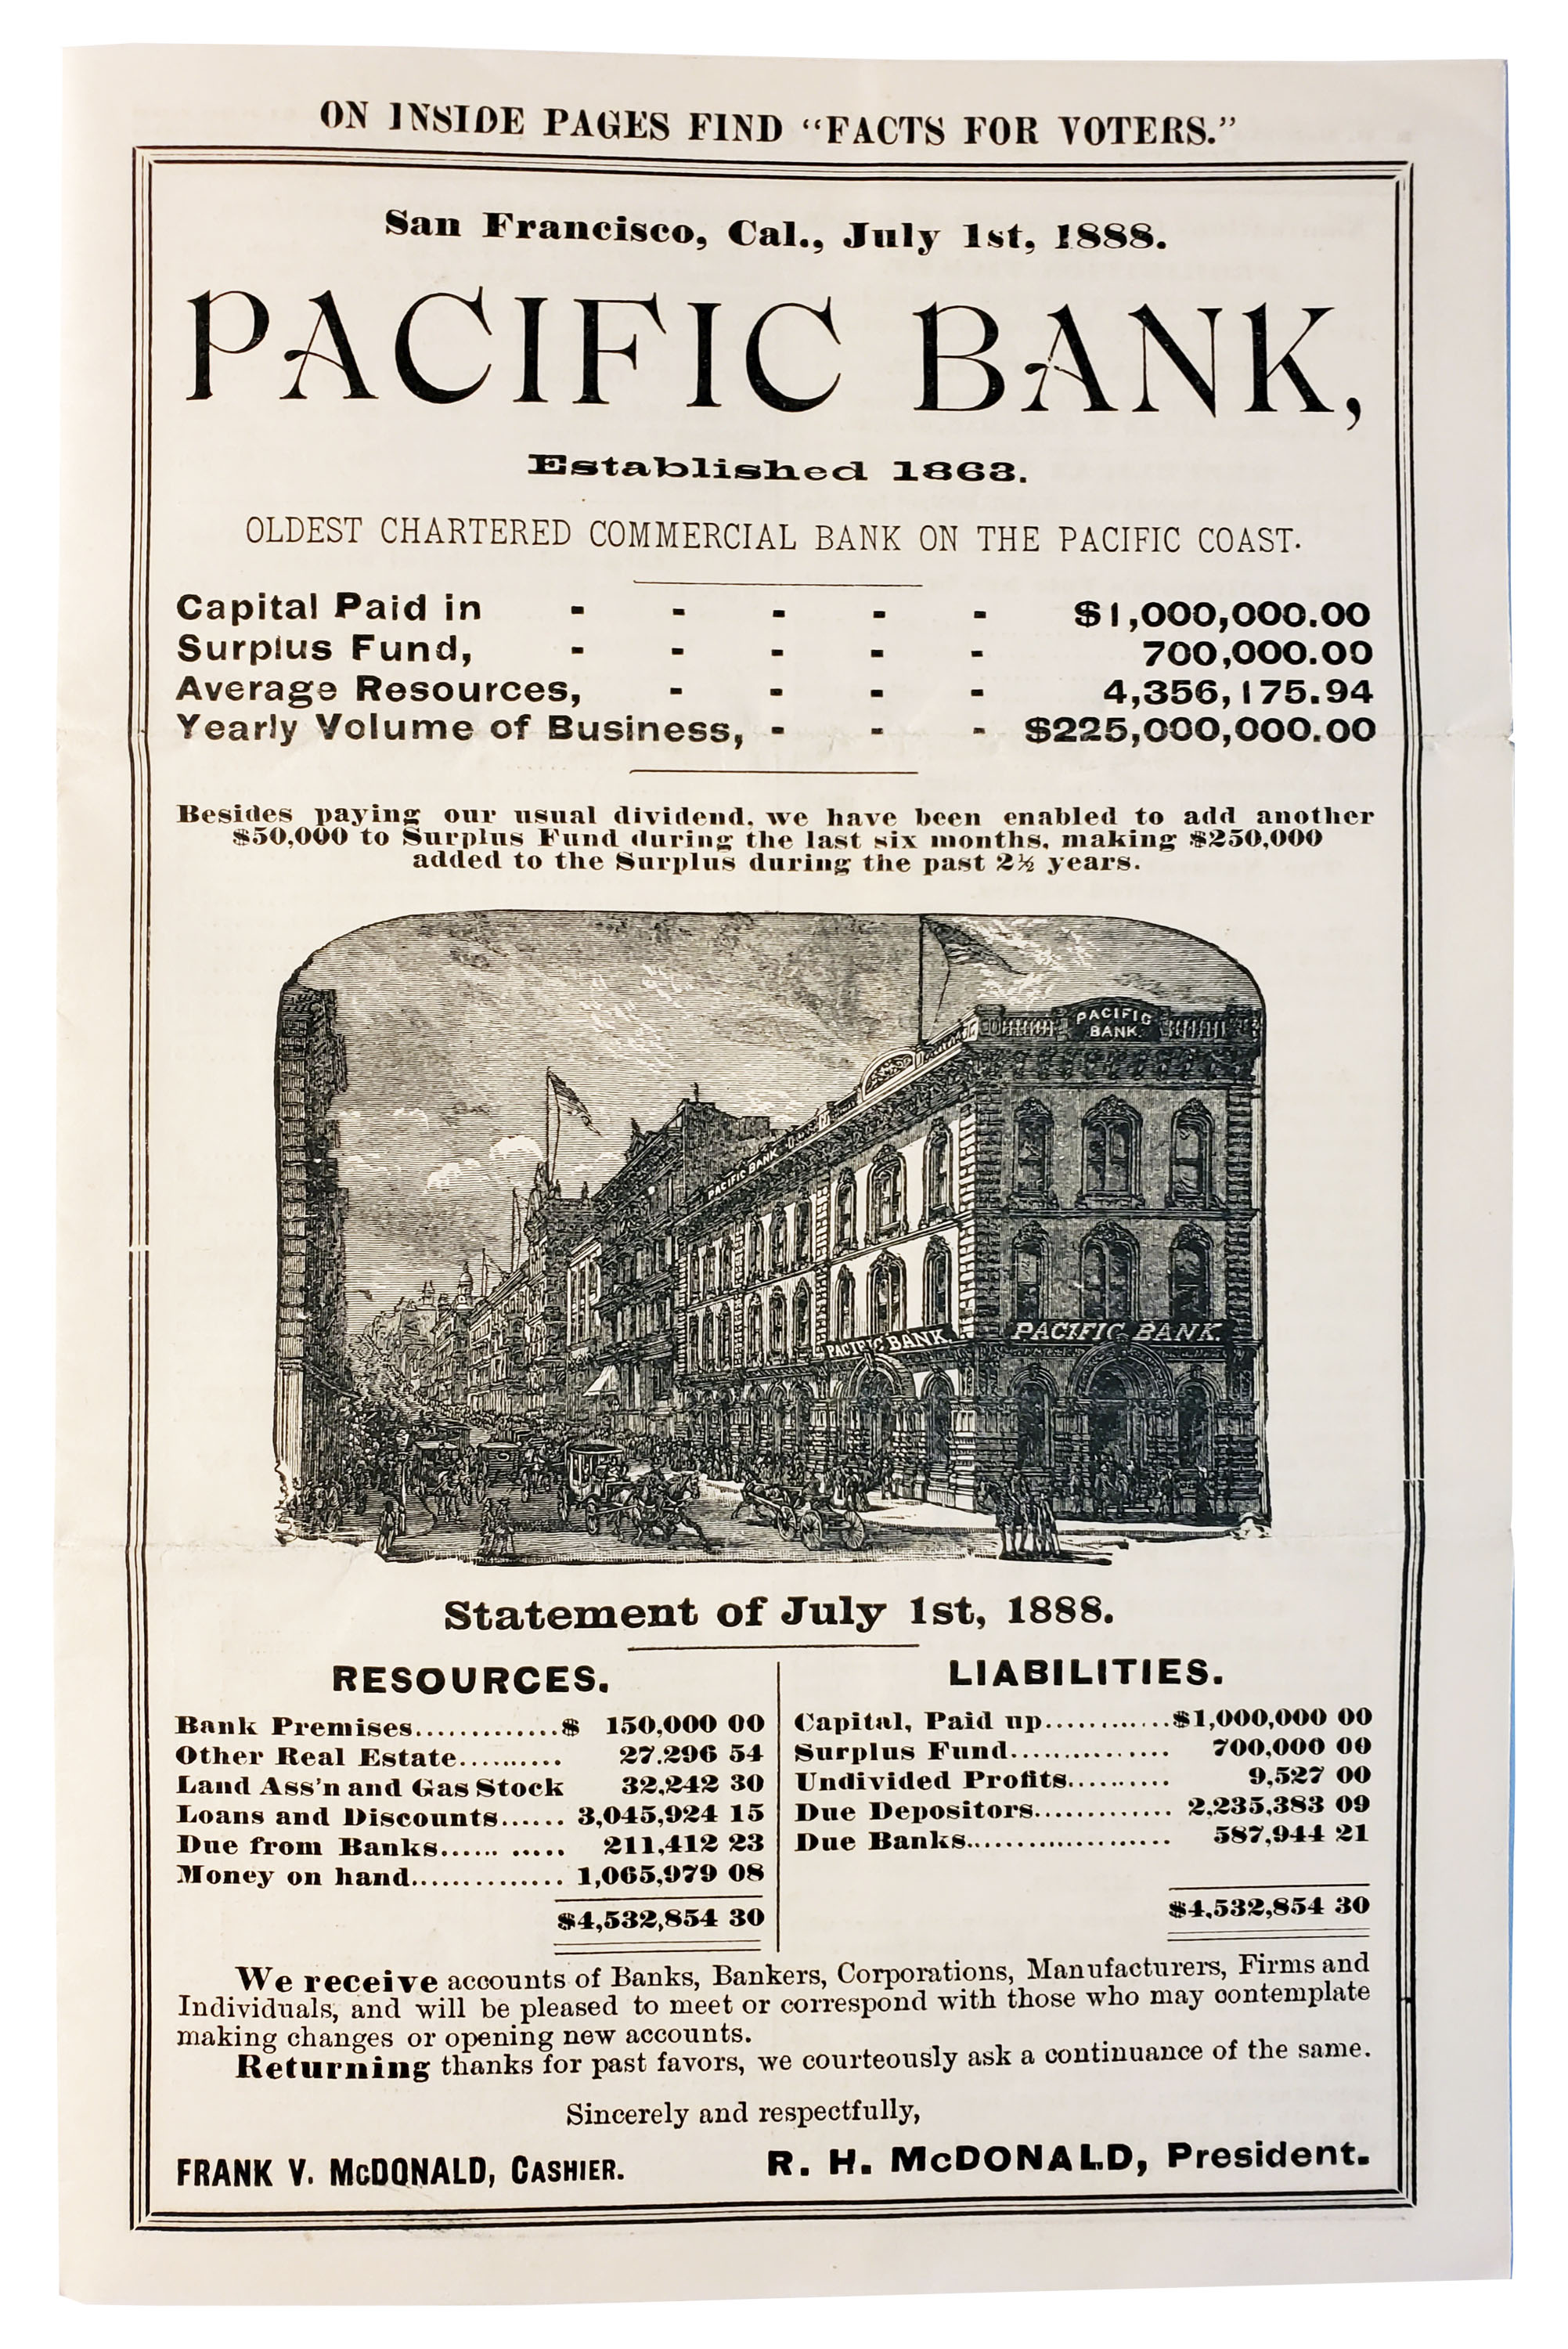 ON INSIDE PAGES FIND “FACTS FOR VOTERS.”
San Francisco, Cal., July 1st, 1888.
PACIFIC BANK,
Established 1863.
OLDEST CHARTERED COMMERCIAL BANK ON THE PACIFIC COAST.
Capital Paid in - - - - - $1,000,000.00
Surplus Fund, - - - - - 700,000.00
Average Resources, - - - - 4,356,175.94
Yearly Volume of Business, - - - $225,000,000.00
Besides paying our usual dividend, we have been enabled to add another
$50,000 to Surplus Fund during the last six months, making $250,000
added to the Surplus during the past 2½ years.
PACIFIC
BANK.
PACIFIC BANK
PACIFIC BANK.
PACIFIC BANK.
Statement of July 1st, 1888.
RESOURCES.
Bank Premises..............$ 150,000 00
Other Real Estate.......... 27.296 54
Land Ass'n and Gas Stock 32,242 30
Loans and Discounts...... 3,045,924 15
Due from Banks...... ..... 211,412 23
Money on hand............... 1,065,979 08
$4,532,854 30
LIABILITIES.
Capital, Paid up............$1,000,000 00
Surplus Fund................ 700,000 00
Undivided Profits.......... 9,527 00
Due Depositors............. 2,235,383 09
Due Banks.................... 587,944 21
$4,532,854 30
We receive accounts of Banks, Bankers, Corporations, Manufacturers, Firms and
Individuals, and will be pleased to meet or correspond with those who may contemplate
making changes or opening new accounts.
Returning thanks for past favors, we courteously ask a continuance of the same.
Sincerely and respectfully,
FRANK V. McDONALD, CASHIER.
R. H. McDONALD, President.